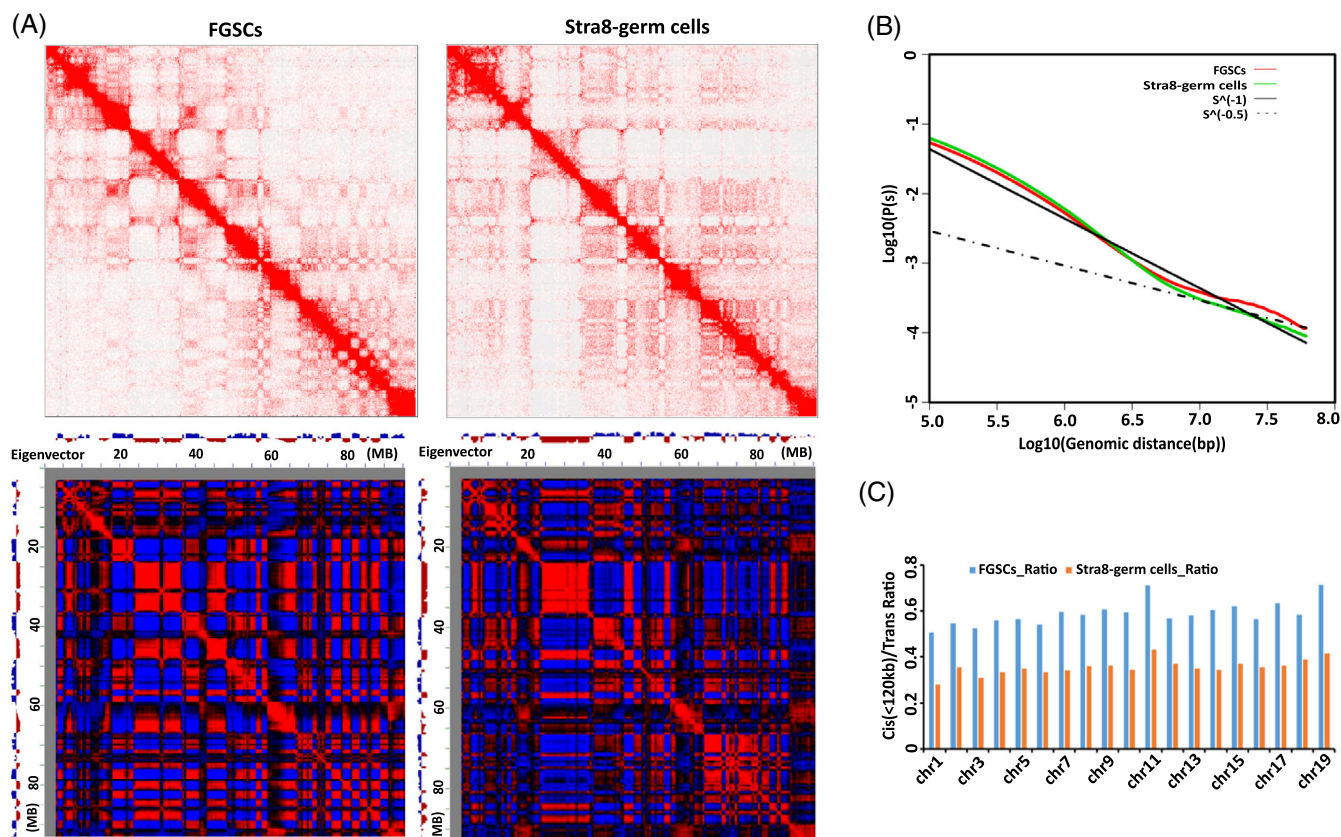 (A)
FGSCs
Stra8-germ cells
Eigenvector 20 40 60 80 (MB)
20
40
60
80
(MB)
Eigenvector 20 40 60 80 (MB)
20
40
60
80
(MB)
(B)
FGSCs
Stra8-germ cells
S^(-1)
S^(-0.5)
Log10(P(s))
0
-1
-2
-3
-4
-5
5.0 5.5 6.0 6.5 7.0 7.5 8.0
Log10(Genomic distance(bp))
(C)
FGSCs_Ratio Stra8-germ cells_Ratio
Cis(<120kb)/Trans Ratio
0.8
0.6
0.4
0.2
0
chr1 chr3 chr5 chr7 chr9 chr11 chr13 chr15 chr17 chr19